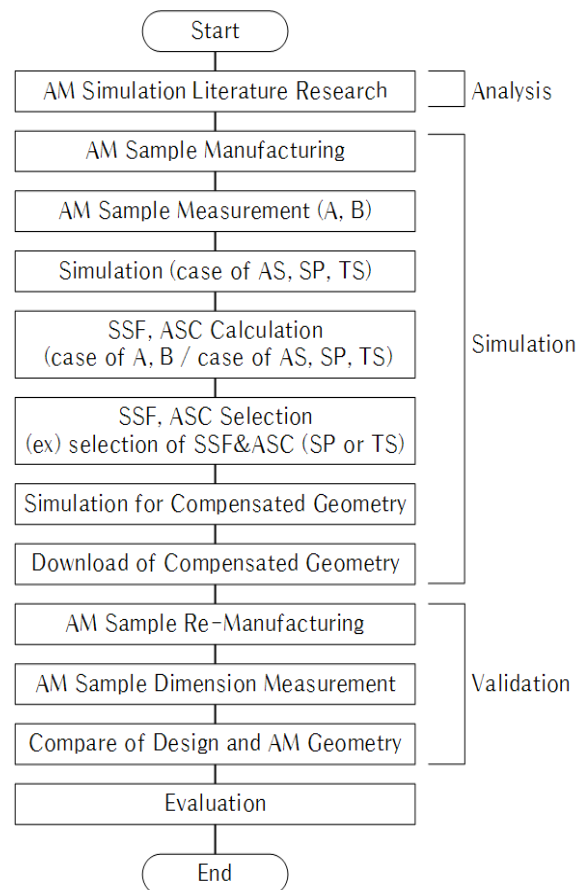 Start
AM Simulation Literature Research
Analysis
AM Sample Manufacturing
AM Sample Measurement (A, B)
Simulation (case of AS, SP, TS)
SSF, ASC Calculation
(case of A, B / case of AS, SP, TS)
Simulation
SSF, ASC Selection
(ex) selection of SSF&ASC (SP or TS)
Simulation for Compensated Geometry
Download of Compensated Geometry
AM Sample Re-Manufacturing
AM Sample Dimension Measurement
Validation
Compare of Design and AM Geometry
Evaluation
End